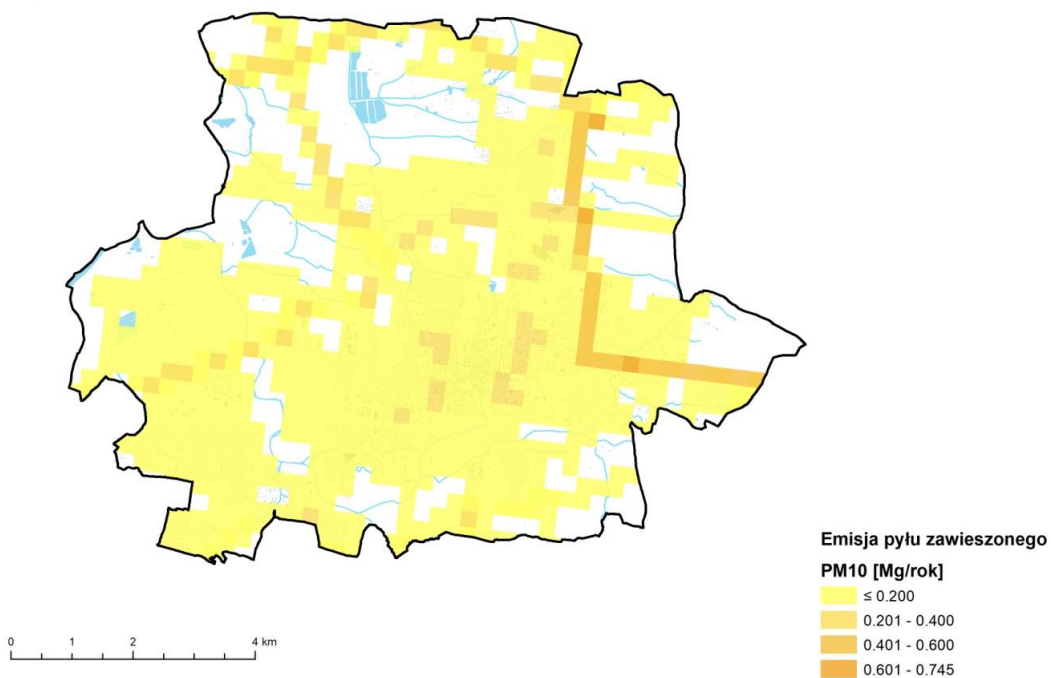 Emisja pyłu zawieszonego
PM10 [Mg/rok]
≤ 0.200
0.201 - 0.400
0.401 - 0.600
0.601 - 0.745
0 1 2 4 km